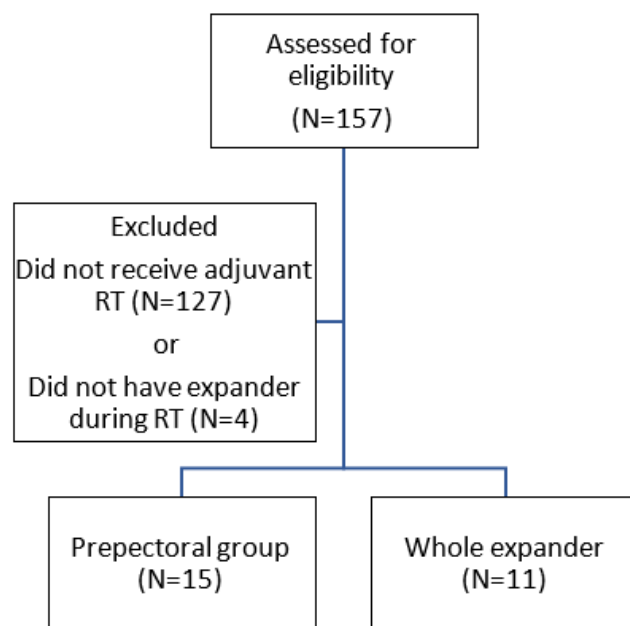 Assessed for
eligibility
(N=157)
Excluded
Did not receive adjuvant
RT (N=127)
or
Did not have expander
during RT (N=4)
Prepectoral group
(N=15)
Whole expander
(N=11)